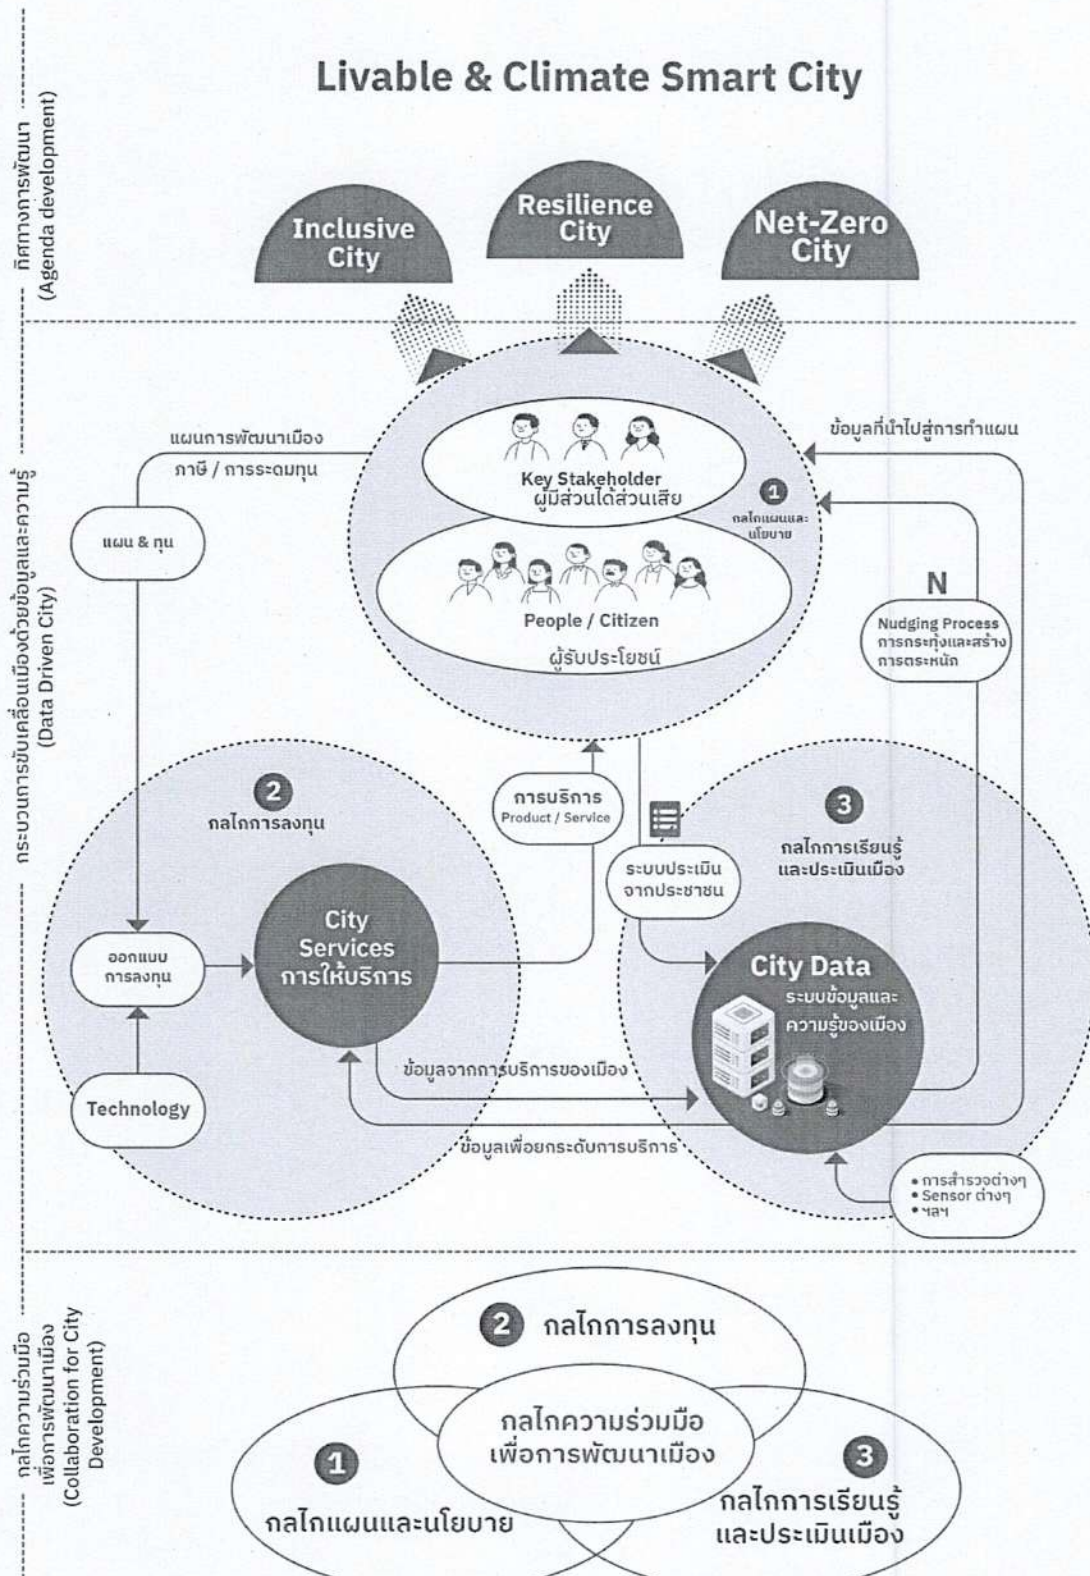 Livable & Climate Smart City
ทิศทางการพัฒนา
(Agenda development)
Inclusive
City
Resilience
City
Net-Zero
City
กระบวนการขับเคลื่อนเมืองด้วยข้อมูลและความรู้
(Data Driven City)
แผนการพัฒนาเมือง
ภาษี / การระดมทุน
แผน & ทุน
Key Stakeholder
ผู้มีส่วนได้ส่วนเสีย
1
กลไกแผนและ
นโยบาย
People / Citizen
ผู้รับประโยชน์
ข้อมูลที่นำไปสู่การทำแผน
N
Nudging Process
การกระตุ้งและสร้าง
การตระหนัก
2
กลไกการลงทุน
การบริการ
Product / Service
ระบบประเมิน
จากประชาชน
3
กลไกการเรียนรู้
และประเมินเมือง
ออกแบบ
การลงทุน
City
Services
การให้บริการ
City Data
ระบบข้อมูลและ
ความรู้ของเมือง
Technology
ข้อมูลจากการบริการของเมือง
ข้อมูลเพื่อยกระดับการบริการ
• การสำรวจต่างๆ
• Sensor ต่างๆ
• ฯลฯ
กลไกความร่วมมือ
เพื่อการพัฒนาเมือง
(Collaboration for City
Development)
2 กลไกการลงทุน
กลไกความร่วมมือ
เพื่อการพัฒนาเมือง
1
กลไกแผนและนโยบาย
3
กลไกการเรียนรู้
และประเมินเมือง